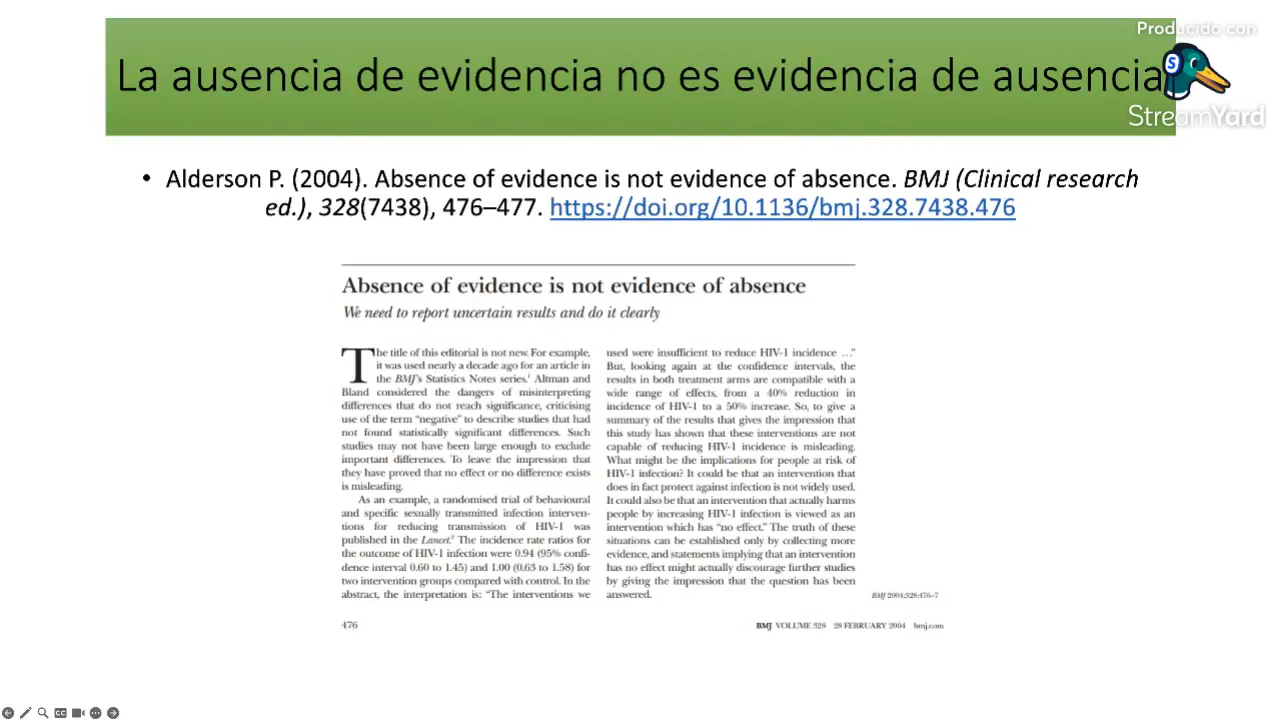 Producido con
La ausencia de evidencia no es evidencia de ausencia
StreamYard
• Alderson P. (2004). Absence of evidence is not evidence of absence. BMJ (Clinical research
ed.), 328(7438), 476–477. https://doi.org/10.1136/bmj.328.7438.476
Absence of evidence is not evidence of absence
We need to report uncertain results and do it clearly
The title of this editorial is not new. For example,
it was used nearly a decade ago for an article in
the BMJ's Statistics Notes series.1 Altman and
Bland considered the dangers of misinterpreting
differences that do not reach significance, criticising
use of the term “negative” to describe studies that had
not found statistically significant differences. Such
studies may not have been large enough to exclude
important differences. To leave the impression that
they have proved that no effect or no difference exists
is misleading.
As an example, a randomised trial of behavioural
and specific sexually transmitted infection interven-
tions for reducing transmission of HIV-1 was
published in the Lancet.2 The incidence rate ratios for
the outcome of HIV-1 infection were 0.94 (95% confi-
dence interval 0.60 to 1.45) and 1.00 (0.63 to 1.58) for
two intervention groups compared with control. In the
abstract, the interpretation is: “The interventions we
used were insufficient to reduce HIV-1 incidence ...”
But, looking again at the confidence intervals, the
results in both treatment arms are compatible with a
wide range of effects, from a 40% reduction in
incidence of HIV-1 to a 50% increase. So, to give a
summary of the results that gives the impression that
this study has shown that these interventions are not
capable of reducing HIV-1 incidence is misleading.
What might be the implications for people at risk of
HIV-1 infection? It could be that an intervention that
does in fact protect against infection is not widely used.
It could also be that an intervention that actually harms
people by increasing HIV-1 infection is viewed as an
intervention which has “no effect.” The truth of these
situations can be established only by collecting more
evidence, and statements implying that an intervention
has no effect might actually discourage further studies
by giving the impression that the question has been
answered.
BMJ 2004;328:476–7
476
BMJ VOLUME 328 28 FEBRUARY 2004 bmj.com